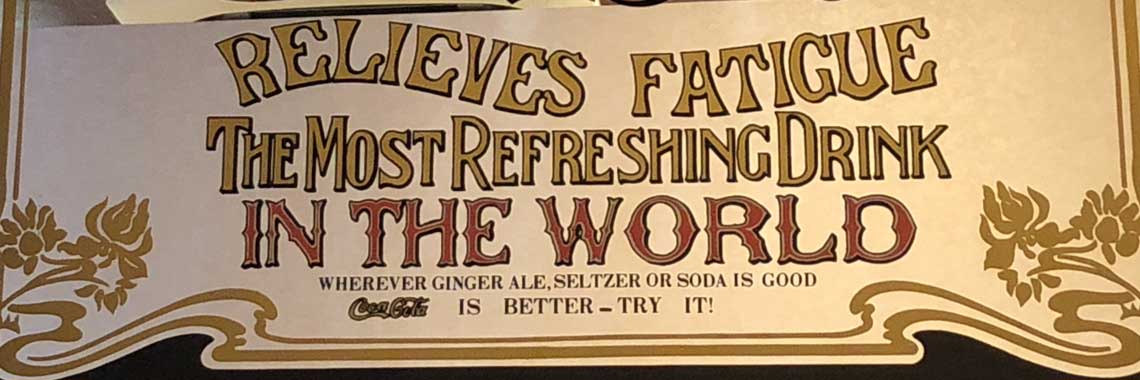 RELIEVES FATIGUE
THE MOST REFRESHING DRINK
IN THE WORLD
WHEREVER GINGER ALE, SELTZER OR SODA IS GOOD
Coca-Cola IS BETTER – TRY IT!